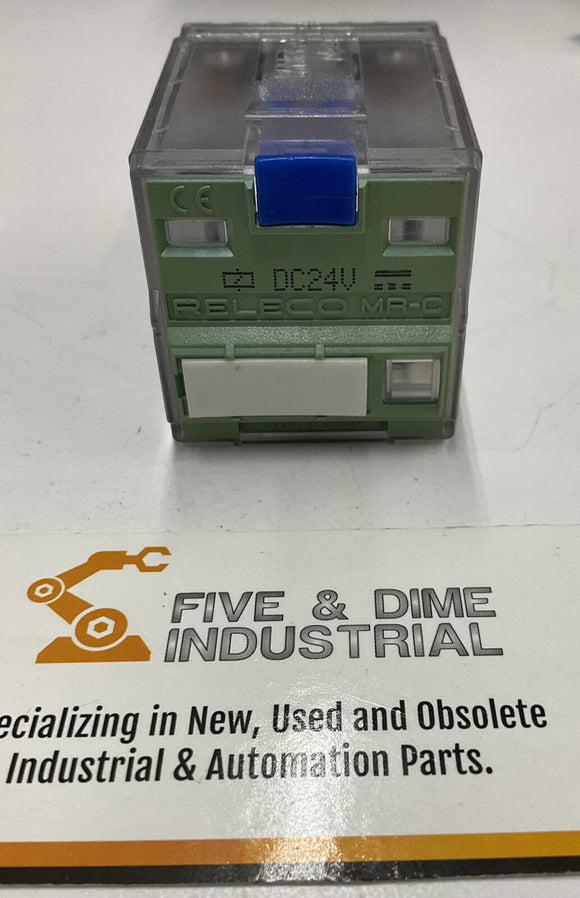 CE
DC24V
RELECO MR-C
FIVE & DIME
INDUSTRIAL
ecializing in New, Used and Obsolete
Industrial & Automation Parts.